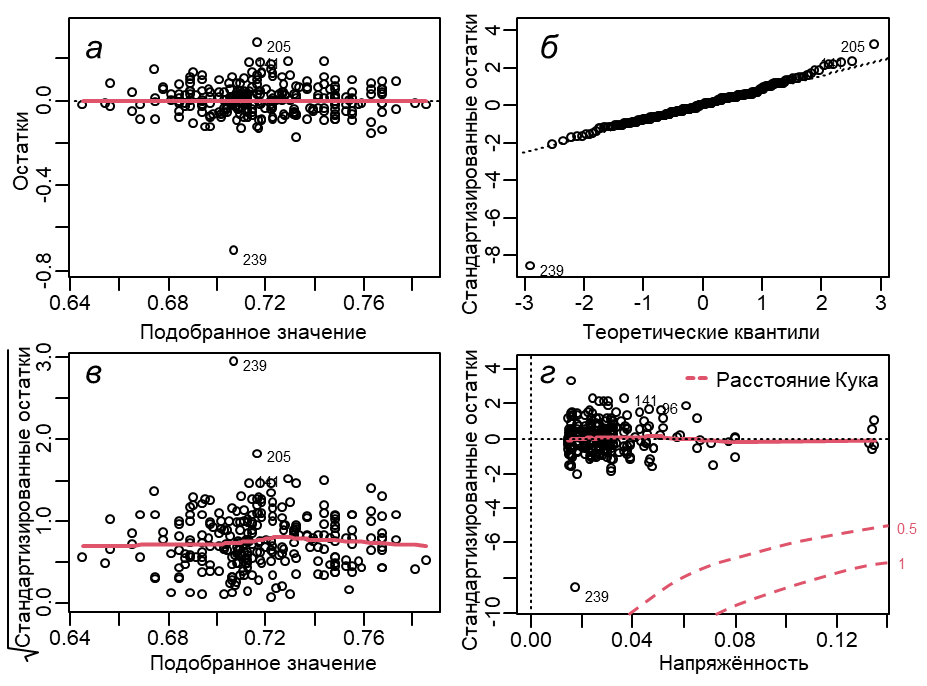 а
205
141
239
0.0
-0.4
-0.8
Остатки
0.64 0.68 0.72 0.76
Подобранное значение
б
205
141
239
4
2
0
-2
-4
-6
-8
Стандартизированные остатки
-3 -2 -1 0 1 2 3
Теоретические квантили
в
239
205
141
3.0
2.0
1.0
0.0
√Стандартизированные остатки
0.64 0.68 0.72 0.76
Подобранное значение
г
Расстояние Кука
141
96
239
0.5
1
4
2
0
-2
-4
-6
-10
Стандартизированные остатки
0.00 0.04 0.08 0.12
Напряжённость